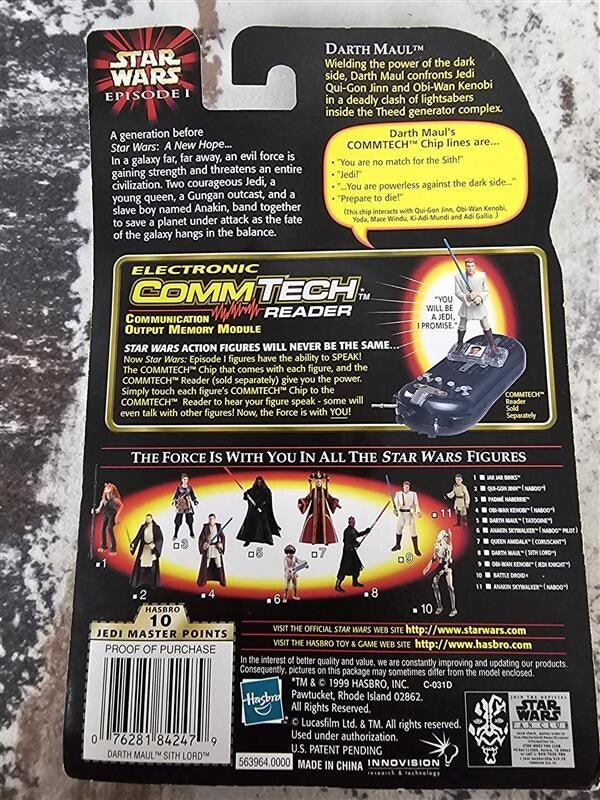 STAR
WARS
EPISODE I
DARTH MAUL™
Wielding the power of the dark
side, Darth Maul confronts Jedi
Qui-Gon Jinn and Obi-Wan Kenobi
in a deadly clash of lightsabers
inside the Theed generator complex.
A generation before
Star Wars: A New Hope...
In a galaxy far, far away, an evil force is
gaining strength and threatens an entire
civilization. Two courageous Jedi, a
young queen, a Gungan outcast, and a
slave boy named Anakin, band together
to save a planet under attack as the fate
of the galaxy hangs in the balance.
Darth Maul's
COMMTECH™ Chip lines are...
• "You are no match for the Sith!"
• "Jedi!"
• "...You are powerless against the dark side..."
• "Prepare to die!"
(This chip interacts with Qui-Gon Jinn, Obi-Wan Kenobi,
Yoda, Mace Windu, Ki-Adi-Mundi and Adi Gallia.)
ELECTRONIC
COMMTECH™
COMMUNICATION READER
OUTPUT MEMORY MODULE
STAR WARS ACTION FIGURES WILL NEVER BE THE SAME...
Now Star Wars: Episode I figures have the ability to SPEAK!
The COMMTECH™ Chip that comes with each figure, and the
COMMTECH™ Reader (sold separately) give you the power.
Simply touch each figure's COMMTECH™ Chip to the
COMMTECH™ Reader to hear your figure speak - some will
even talk with other figures! Now, the Force is with YOU!
"YOU
WILL BE
A JEDI,
I PROMISE."
COMMTECH™
Reader
Sold
Separately
THE FORCE IS WITH YOU IN ALL THE STAR WARS FIGURES
1
2
3
4
5
6
7
8
9
10
11
1 JAR JAR BINKS™
2 QUI-GON JINN™ (NABOO™)
3 PADMÉ NABERRIE™
4 OBI-WAN KENOBI™ (NABOO™)
5 DARTH MAUL™ (TATOOINE™)
6 ANAKIN SKYWALKER™ (NABOO™ PILOT)
7 QUEEN AMIDALA™ (CORUSCANT™)
8 DARTH MAUL™ (SITH LORD™)
9 OBI-WAN KENOBI™ (JEDI KNIGHT™)
10 BATTLE DROID™
11 ANAKIN SKYWALKER™ (NABOO™)
HASBRO
10
JEDI MASTER POINTS
PROOF OF PURCHASE
0 76281 84247 9
DARTH MAUL™ SITH LORD™
VISIT THE OFFICIAL STAR WARS WEB SITE http://www.starwars.com
VISIT THE HASBRO TOY & GAME WEB SITE http://www.hasbro.com
In the interest of better quality and value, we are constantly improving and updating our products.
Consequently, pictures on this package may sometimes differ from the model enclosed.
Hasbro
®*TM & © 1999 HASBRO, INC. C-031D
Pawtucket, Rhode Island 02862.
All Rights Reserved.
© Lucasfilm Ltd. & TM. All rights reserved.
Used under authorization.
U.S. PATENT PENDING
563964.0000 MADE IN CHINA INNOVISION
research & technology
JOIN THE OFFICIAL
STAR
WARS
FAN CLUB